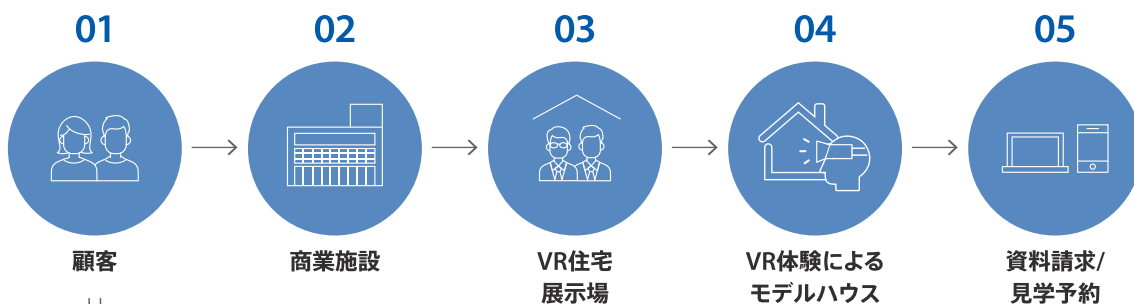 01
02
03
04
05
顧客
商業施設
VR住宅
展示場
VR体験による
モデルハウス
資料請求/
見学予約